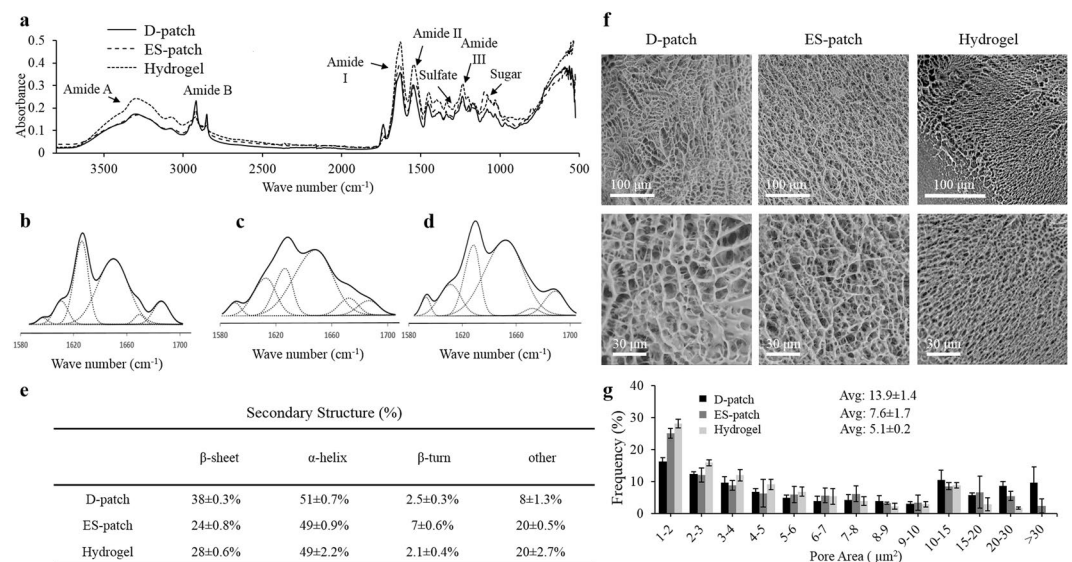 a
D-patch
ES-patch
Hydrogel
0.5
0.4
0.3
0.2
0.1
0
Absorbance
Amide A
Amide B
Amide
I
Amide II
Sulfate
Amide
III
Sugar
3500
3000
2500
2000
1500
1000
500
Wave number (cm-1)
b
1580
1620
1660
1700
Wave number (cm-1)
c
1580
1620
1660
1700
Wave number (cm-1)
d
1580
1620
1660
1700
Wave number (cm-1)
e
Secondary Structure (%)
β-sheet α-helix β-turn other
D-patch 38±0.3% 51±0.7% 2.5±0.3% 8±1.3%
ES-patch 24±0.8% 49±0.9% 7±0.6% 20±0.5%
Hydrogel 28±0.6% 49±2.2% 2.1±0.4% 20±2.7%
f
D-patch ES-patch Hydrogel
100 μm 100 μm 100 μm
30 μm 30 μm 30 μm
g
D-patch Avg: 13.9±1.4
ES-patch Avg: 7.6±1.7
Hydrogel Avg: 5.1±0.2
40
30
20
10
0
Frequency (%)
1-2 2-3 3-4 4-5 5-6 6-7 7-8 8-9 9-10 10-15 15-20 20-30 >30
Pore Area ( μm2)